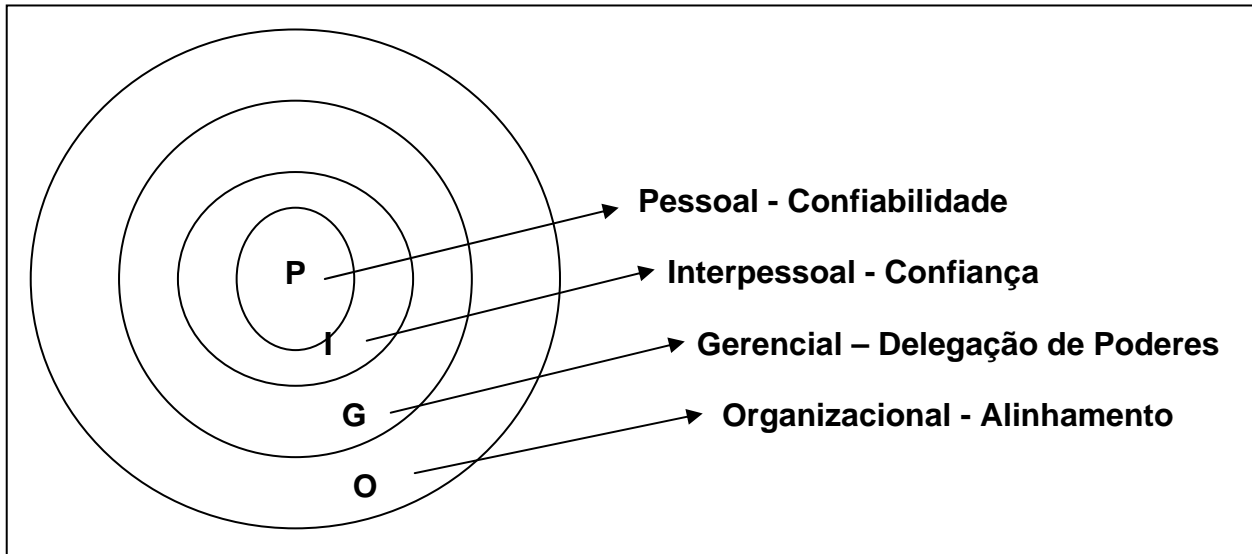 Pessoal - Confiabilidade
P
Interpessoal - Confiança
I
Gerencial – Delegação de Poderes
G
Organizacional - Alinhamento
O